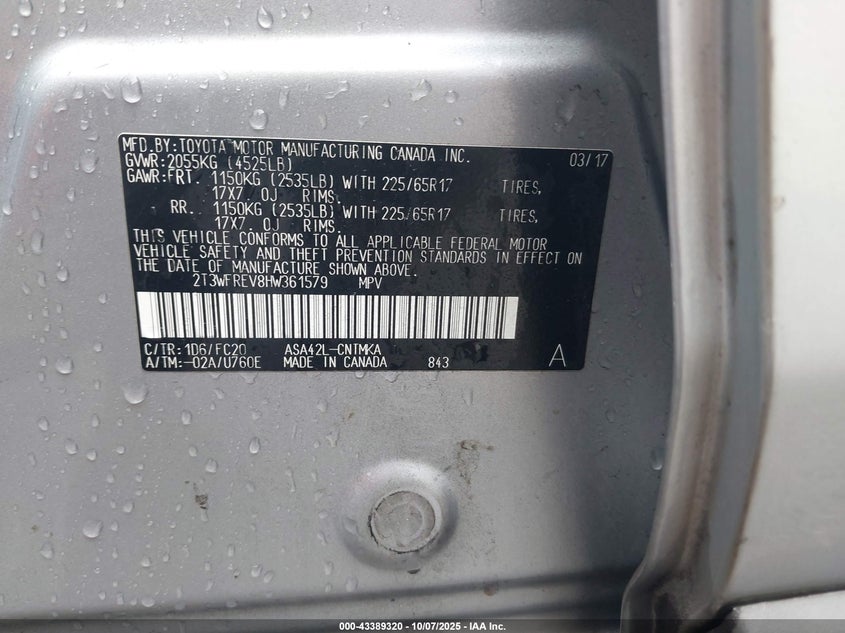 MFD.BY:TOYOTA MOTOR MANUFACTURING CANADA INC. 03/17
GVWR:2055KG (4525LB)
GAWR:FRT. 1150KG (2535LB) WITH 225/65R17 TIRES,
17X7.0J RIMS.
RR. 1150KG (2535LB) WITH 225/65R17 TIRES,
17X7.0J RIMS.
THIS VEHICLE CONFORMS TO ALL APPLICABLE FEDERAL MOTOR
VEHICLE SAFETY AND THEFT PREVENTION STANDARDS IN EFFECT ON
THE DATE OF MANUFACTURE SHOWN ABOVE.
2T3WFREV8HW361579 MPV
C/TR: 1D6/FC20 ASA42L-CNTMKA
A/TM:-02A/U760E MADE IN CANADA 843 A
000-43389320 | 10/07/2025 - IAA Inc.